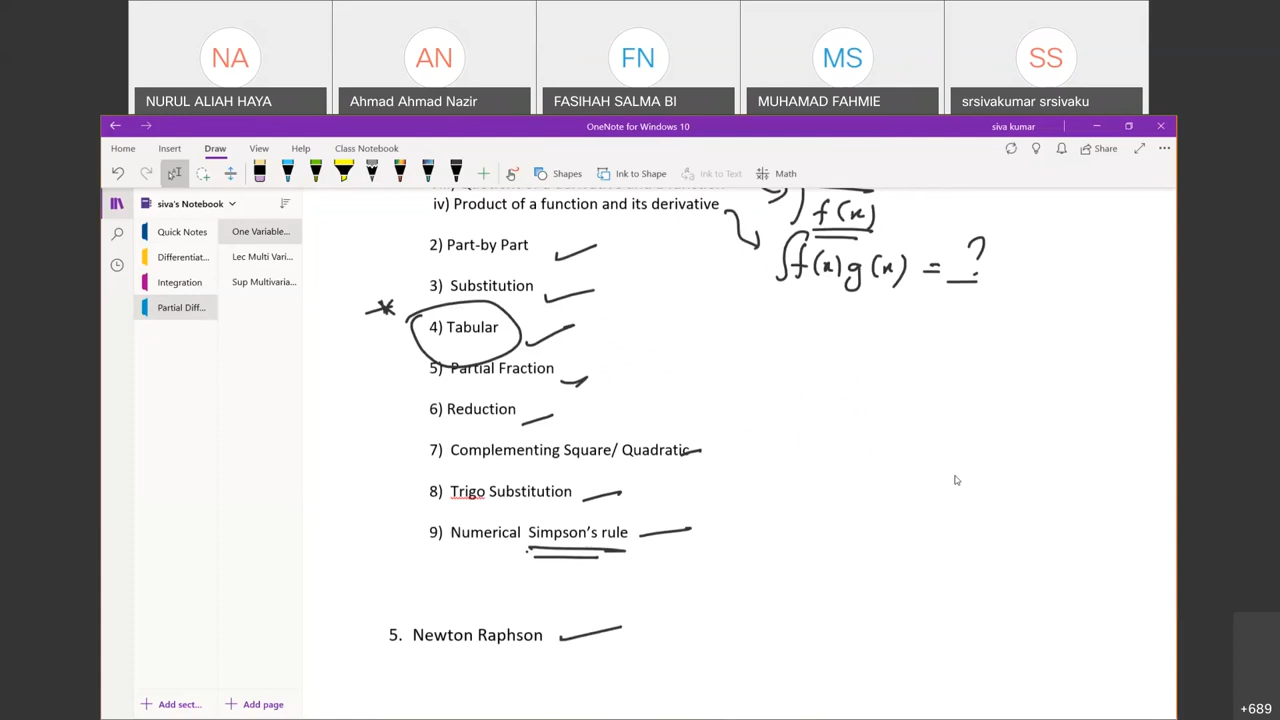 NA
AN
FN
MS
SS
NURUL ALIAH HAYA
Ahmad Ahmad Nazir
FASIHAH SALMA BI
MUHAMAD FAHMIE
srsivakumar srsivaku
OneNote for Windows 10
siva kumar
Home Insert Draw View Help Class Notebook
Share
Shapes
Ink to Shape
Ink to Text
Math
siva's Notebook
Quick Notes
Differentiat...
Integration
Partial Diff...
One Variable...
Lec Multi Vari...
Sup Multivaria...
iv) Product of a function and its derivative
2) Part-by Part
3) Substitution
4) Tabular
5) Partial Fraction
6) Reduction
7) Complementing Square/ Quadratic
8) Trigo Substitution
9) Numerical Simpson's rule
5. Newton Raphson
f(x)
∫f(x)g(x) = ?
Add sect...
Add page
+689